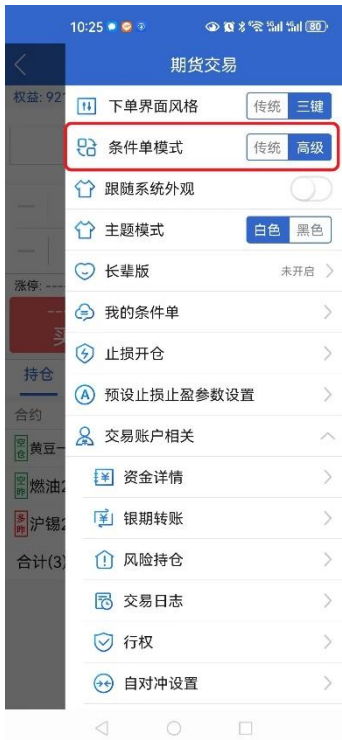 10:25
80
期货交易
权益: 92
下单界面风格
传统
三键
条件单模式
传统
高级
跟随系统外观
主题模式
白色
黑色
涨停: ----
长辈版
未开启
我的条件单
止损开仓
持仓
预设止损止盈参数设置
合约
交易账户相关
空仓
黄豆一
资金详情
空昨
燃油2
银期转账
多昨
沪锡2
风险持仓
合计(3)
交易日志
行权
自对冲设置